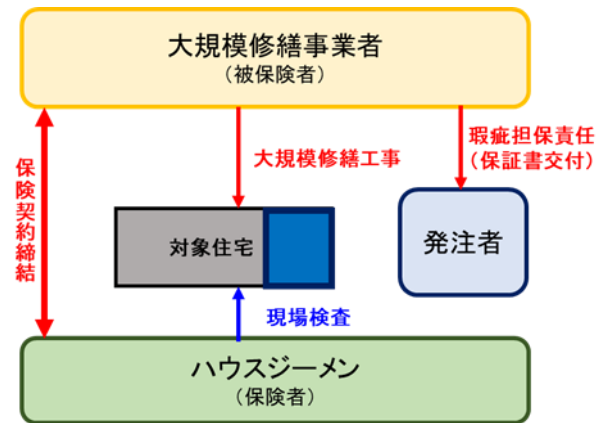 大規模修繕事業者
（被保険者）
保険契約締結
大規模修繕工事
瑕疵担保責任
（保証書交付）
対象住宅
発注者
現場検査
ハウスジーメン
（保険者）